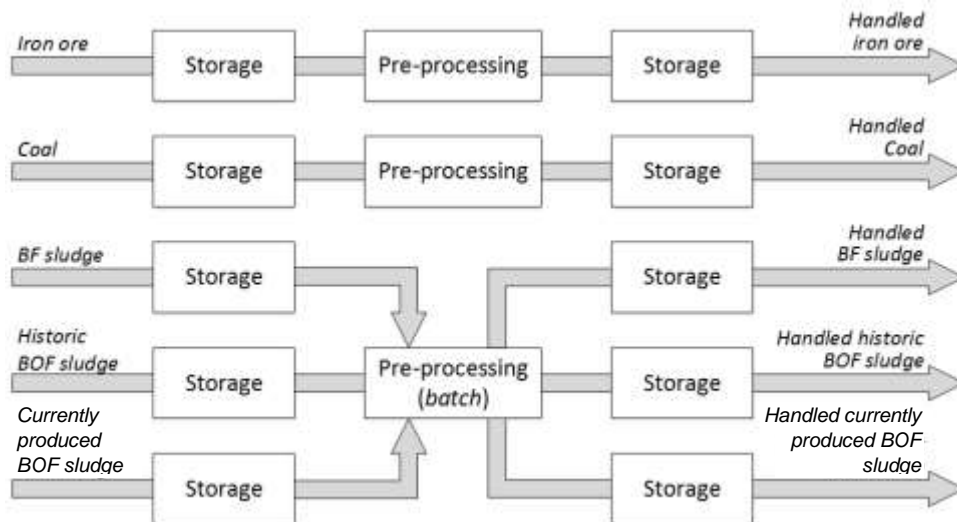 Iron ore
Storage
Pre-processing
Storage
Handled
iron ore
Coal
Storage
Pre-processing
Storage
Handled
Coal
BF sludge
Storage
Storage
Handled
BF sludge
Historic
BOF sludge
Storage
Pre-processing
(batch)
Storage
Handled historic
BOF sludge
Currently
produced
BOF sludge
Storage
Storage
Handled currently
produced BOF
sludge